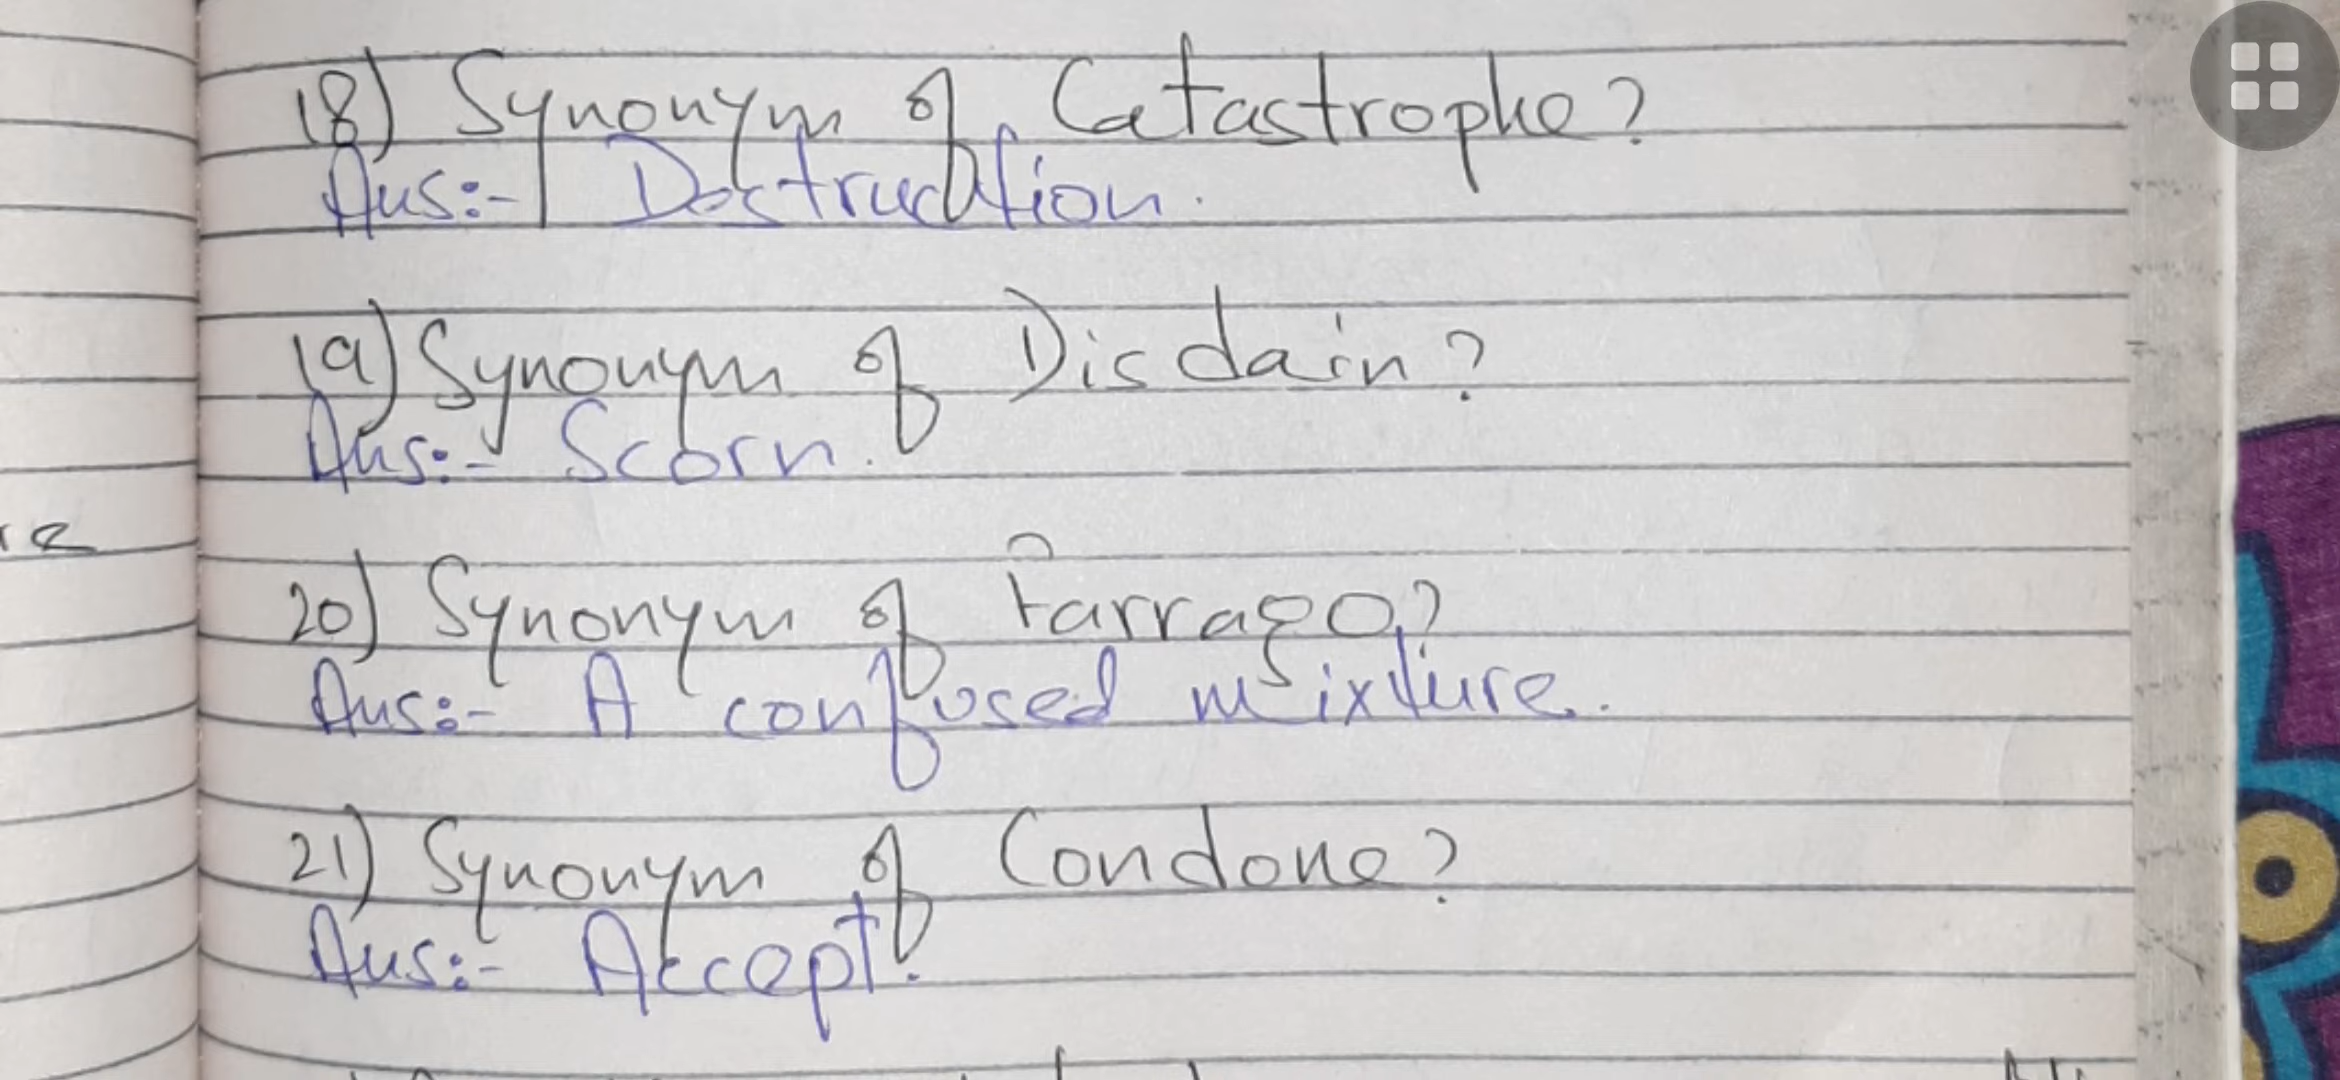 18) Synonym of Catastrophe?
Ans:- Destruction.
19) Synonym of Disdain?
Ans:- Scorn.
20) Synonym of Farrago?
Ans:- A confused mixture.
21) Synonym of Condone?
Ans:- Accept.